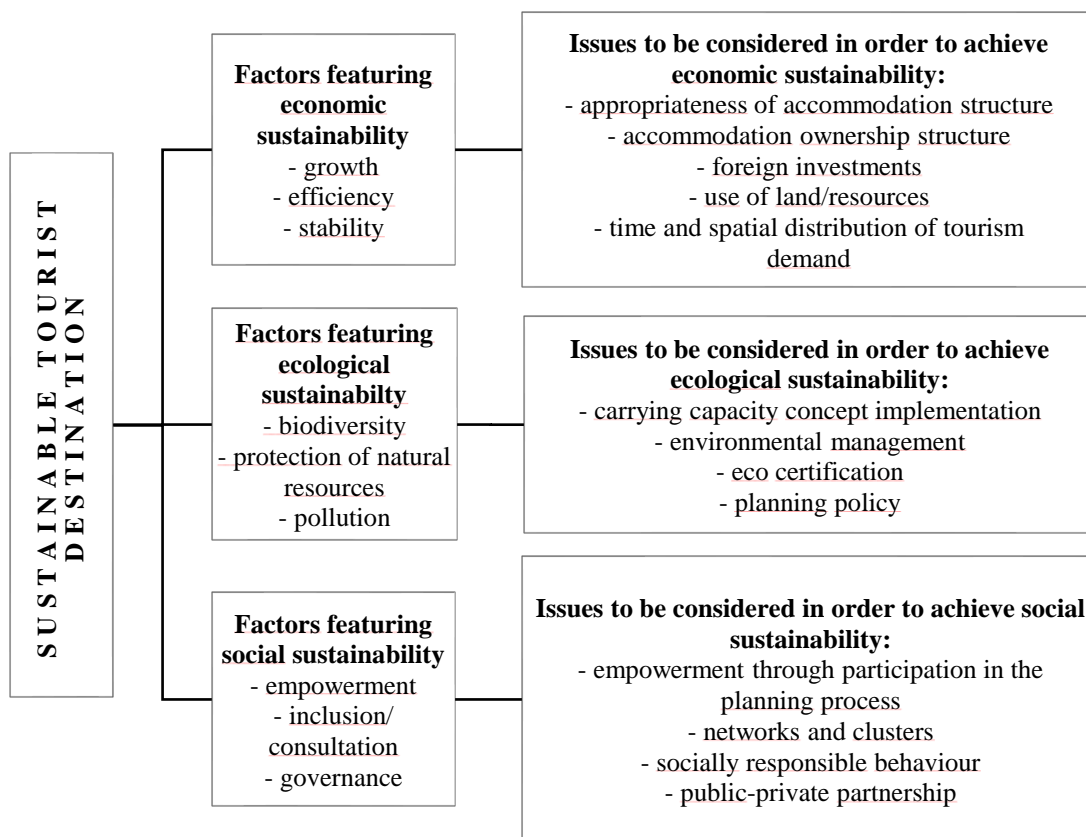 SUSTAINABLE TOURIST
DESTINATION
Factors featuring
economic
sustainability
- growth
- efficiency
- stability
Issues to be considered in order to achieve
economic sustainability:
- appropriateness of accommodation structure
- accommodation ownership structure
- foreign investments
- use of land/resources
- time and spatial distribution of tourism
demand
Factors featuring
ecological
sustainabilty
- biodiversity
- protection of natural
resources
- pollution
Issues to be considered in order to achieve
ecological sustainability:
- carrying capacity concept implementation
- environmental management
- eco certification
- planning policy
Factors featuring
social sustainability
- empowerment
- inclusion/
consultation
- governance
Issues to be considered in order to achieve social
sustainability:
- empowerment through participation in the
planning process
- networks and clusters
- socially responsible behaviour
- public-private partnership